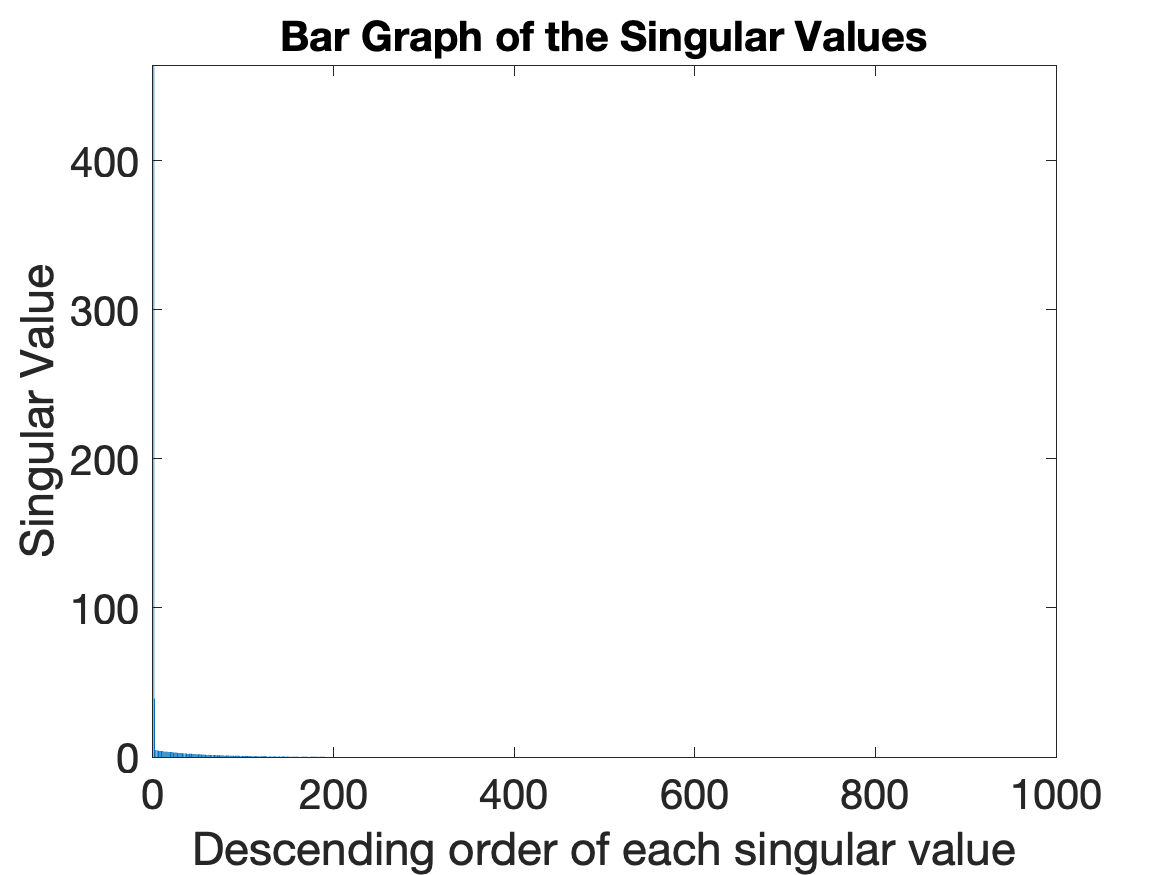 Bar Graph of the Singular Values
400
300
200
100
0
Singular Value
0 200 400 600 800 1000
Descending order of each singular value